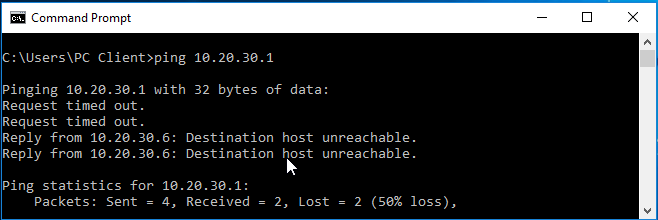 Command Prompt
C:\Users\PC Client>ping 10.20.30.1
Pinging 10.20.30.1 with 32 bytes of data:
Request timed out.
Request timed out.
Reply from 10.20.30.6: Destination host unreachable.
Reply from 10.20.30.6: Destination host unreachable.
Ping statistics for 10.20.30.1:
    Packets: Sent = 4, Received = 2, Lost = 2 (50% loss),